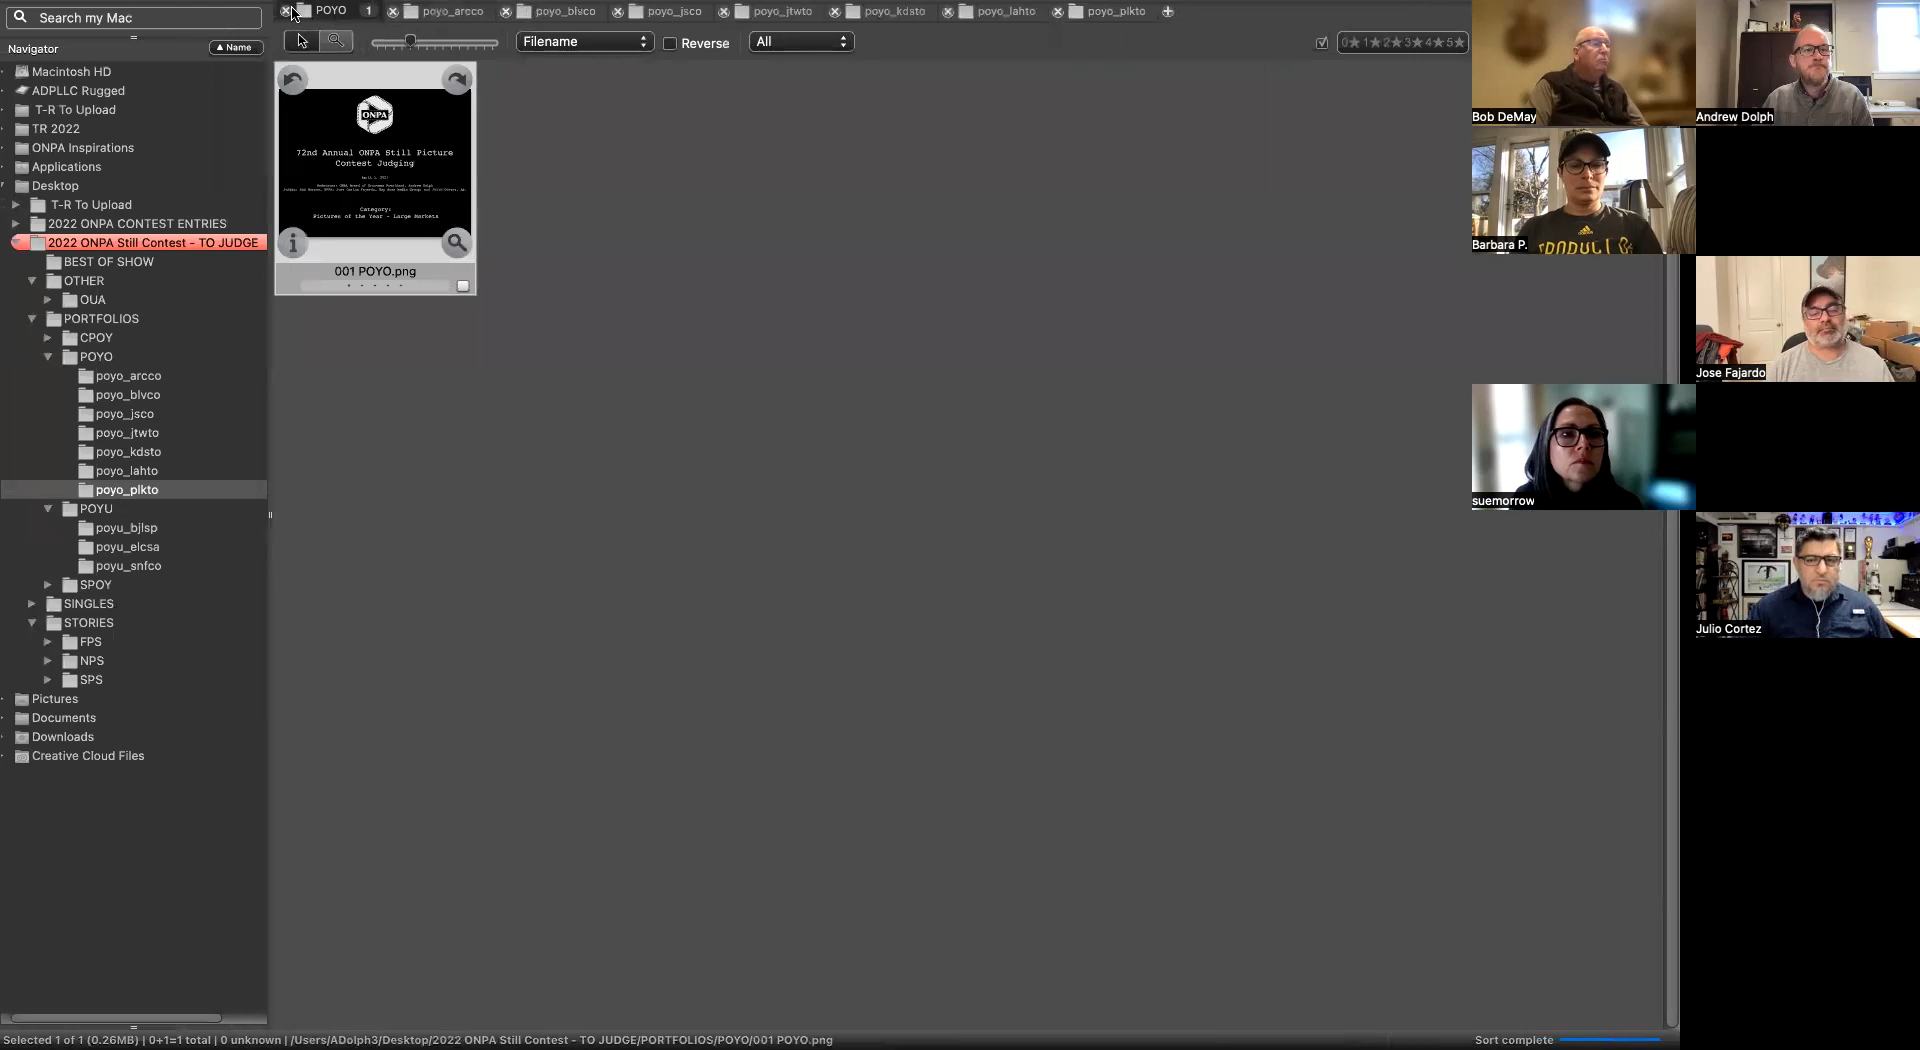 Search my Mac
Navigator
▲ Name
Macintosh HD
ADPLLC Rugged
T-R To Upload
TR 2022
ONPA Inspirations
Applications
Desktop
T-R To Upload
2022 ONPA CONTEST ENTRIES
2022 ONPA Still Contest - TO JUDGE
BEST OF SHOW
OTHER
OUA
PORTFOLIOS
CPOY
POYO
poyo_arcco
poyo_blvco
poyo_jsco
poyo_jtwto
poyo_kdsto
poyo_lahto
poyo_plkto
POYU
poyu_bjlsp
poyu_elcsa
poyu_snfco
SPOY
SINGLES
STORIES
FPS
NPS
SPS
Pictures
Documents
Downloads
Creative Cloud Files
POYO 1 poyo_arcco poyo_blvco poyo_jsco poyo_jtwto poyo_kdsto poyo_lahto poyo_plkto
Filename Reverse All 0★1★2★3★4★5★
ONPA
72nd Annual ONPA Still Picture
Contest Judging
Category:
Pictures of the Year - Large Markets
001 POYO.png
Bob DeMay
Andrew Dolph
Barbara P.
Jose Fajardo
suemorrow
Julio Cortez
Selected 1 of 1 (0.26MB) | 0+1=1 total | 0 unknown | /Users/ADolph3/Desktop/2022 ONPA Still Contest - TO JUDGE/PORTFOLIOS/POYO/001 POYO.png
Sort complete